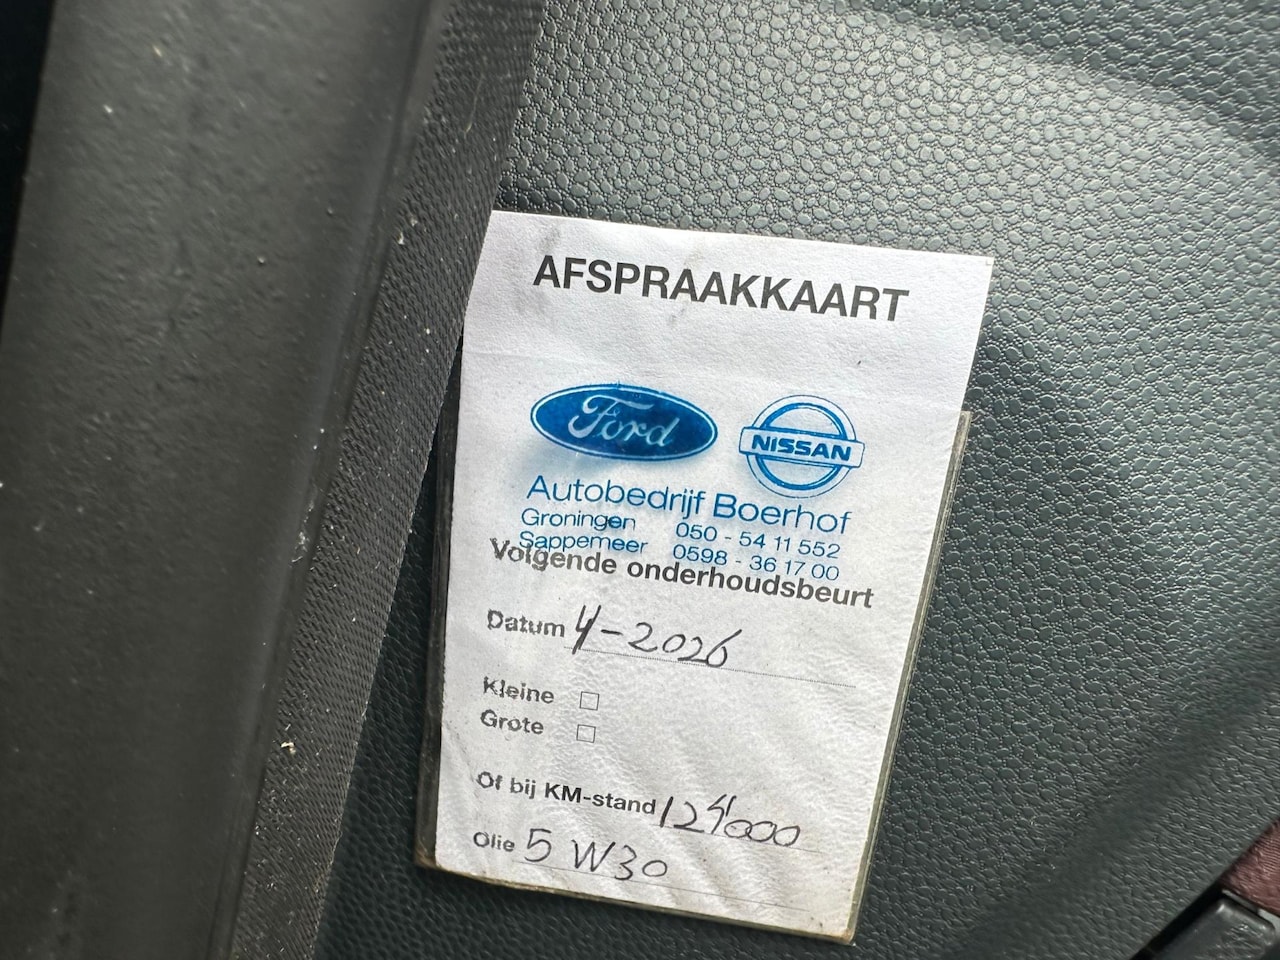 AFSPRAAKKAART
Ford NISSAN
Autobedrijf Boerhof
Groningen 050 - 54 11 552
Sappemeer 0598 - 36 17 00
Volgende onderhoudsbeurt
Datum 4-2026
Kleine
Grote
Of bij KM-stand 124000
Olie 5 W30